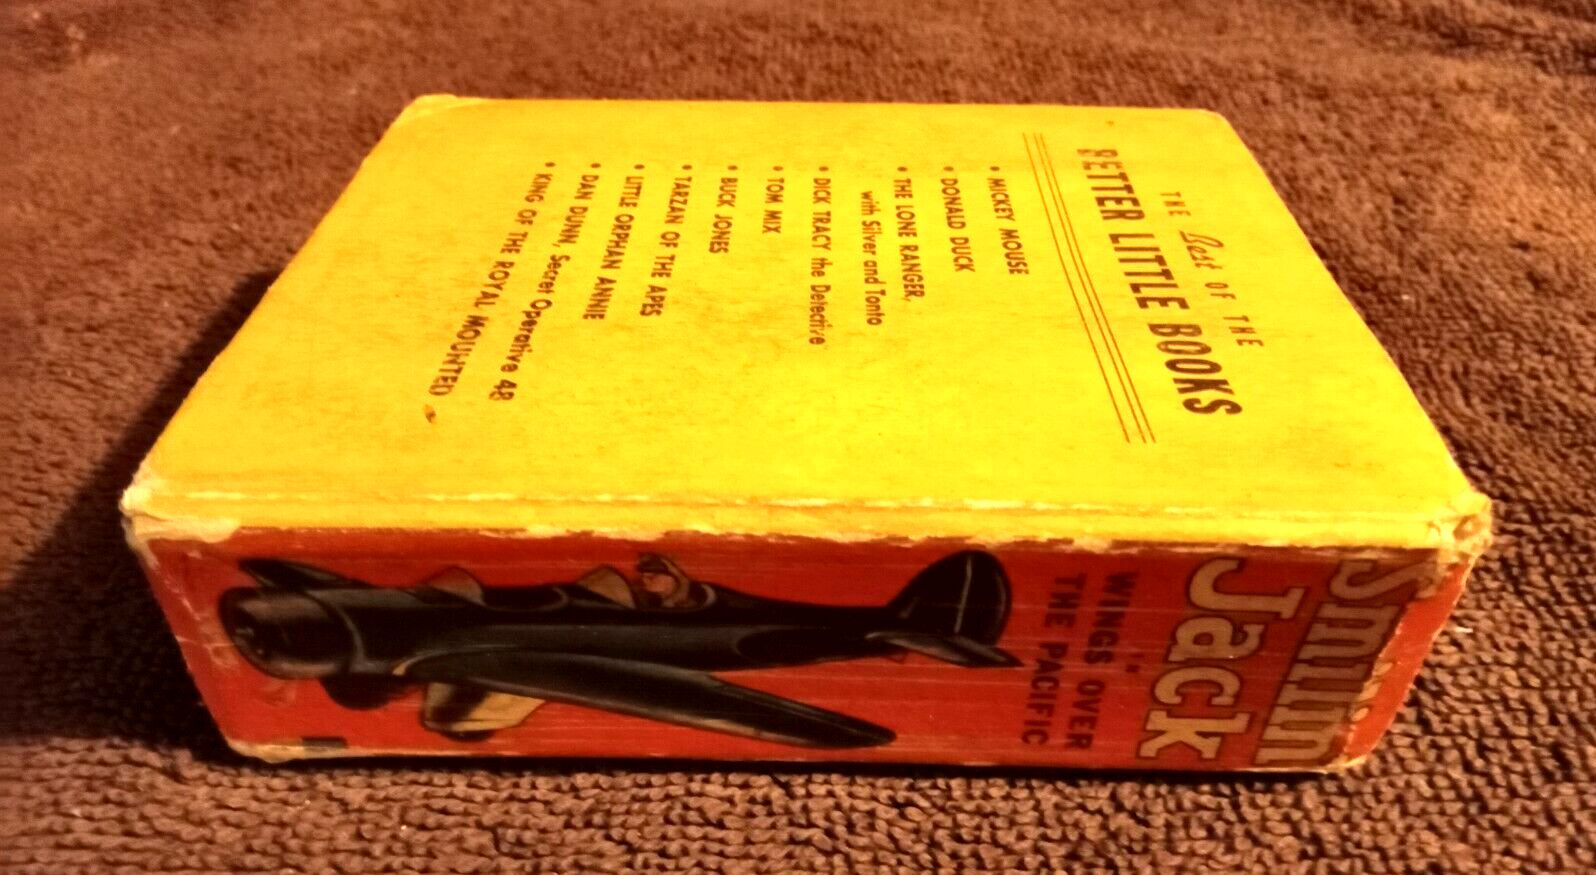 THE Best OF THE
BETTER LITTLE BOOKS
• MICKEY MOUSE
• DONALD DUCK
• THE LONE RANGER,
with Silver and Tonto
• DICK TRACY the Detective
• TOM MIX
• BUCK JONES
• TARZAN OF THE APES
• LITTLE ORPHAN ANNIE
• DAN DUNN, Secret Operative 48
• KING OF THE ROYAL MOUNTED
Smilin'
Jack
in
WINGS OVER
THE PACIFIC